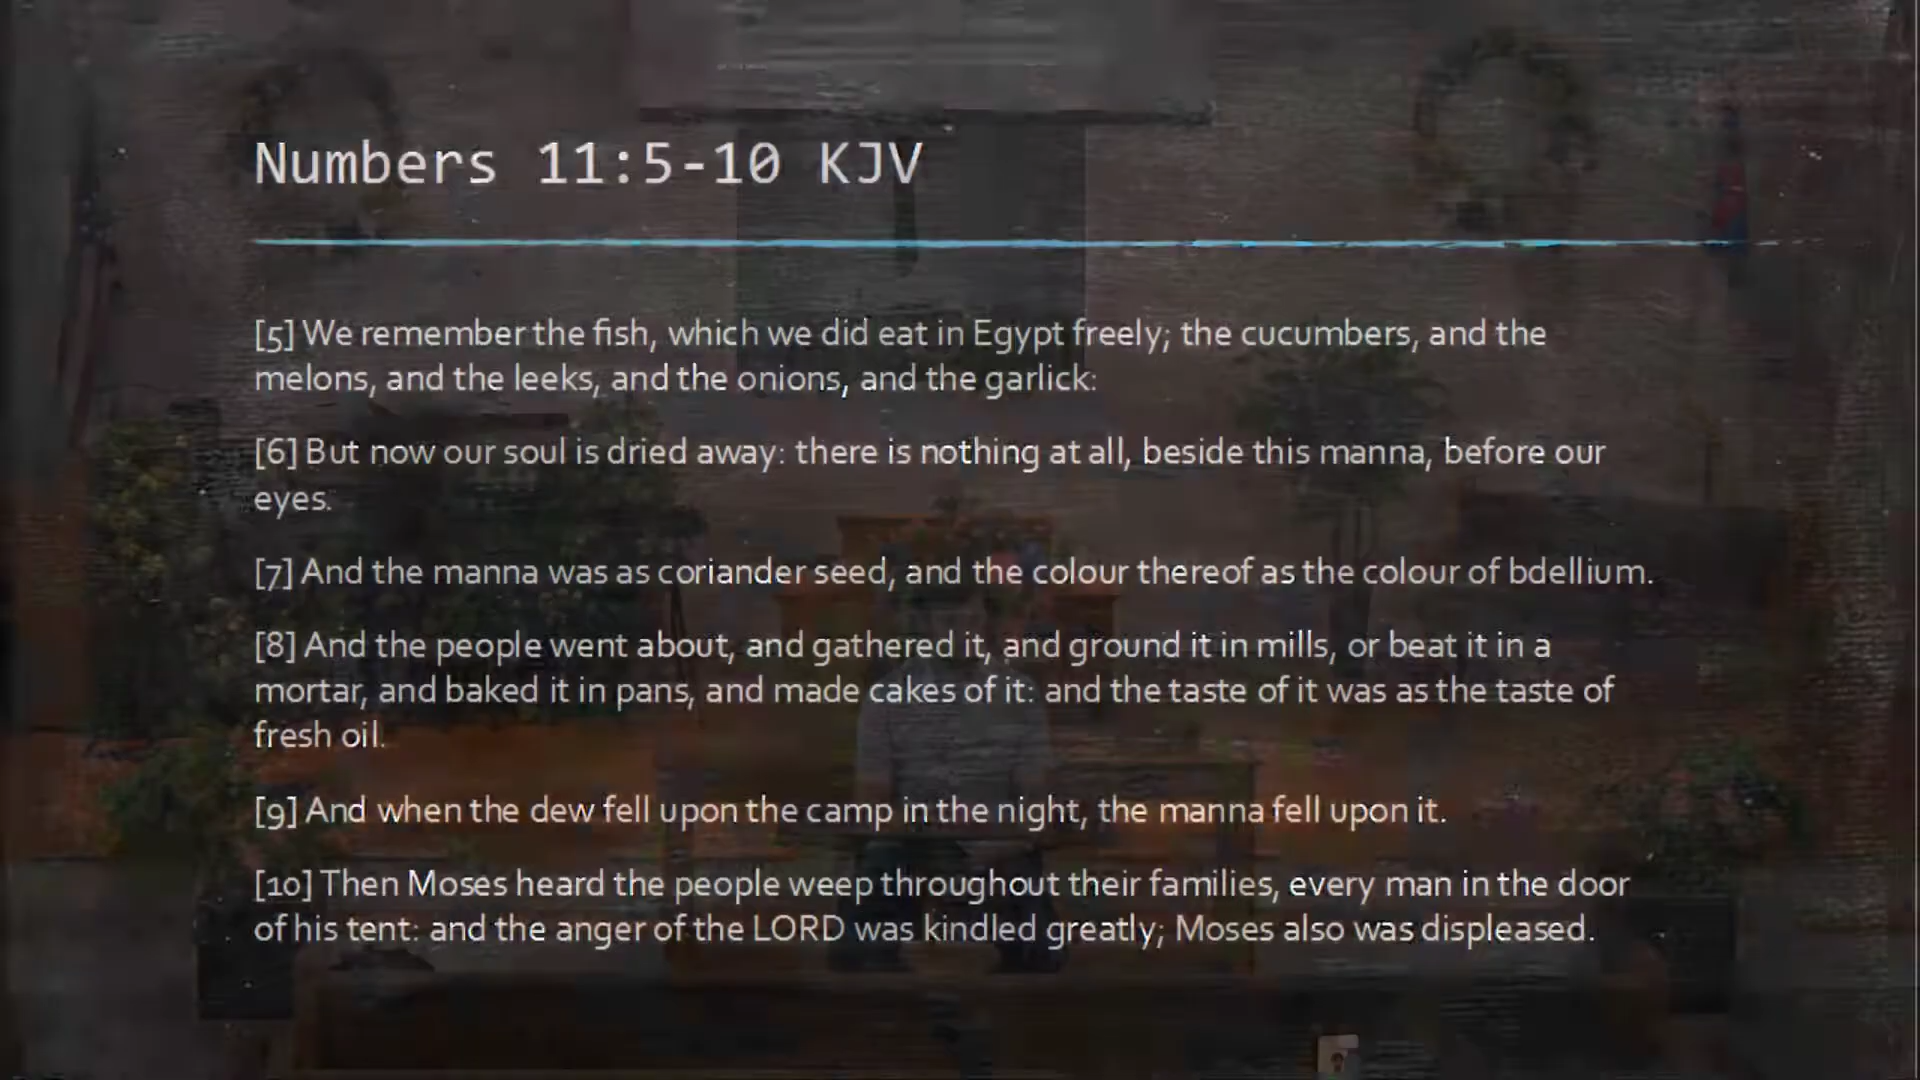 Numbers 11:5-10 KJV
[5] We remember the fish, which we did eat in Egypt freely; the cucumbers, and the
melons, and the leeks, and the onions, and the garlick:
[6] But now our soul is dried away: there is nothing at all, beside this manna, before our
eyes.
[7] And the manna was as coriander seed, and the colour thereof as the colour of bdellium.
[8] And the people went about, and gathered it, and ground it in mills, or beat it in a
mortar, and baked it in pans, and made cakes of it: and the taste of it was as the taste of
fresh oil.
[9] And when the dew fell upon the camp in the night, the manna fell upon it.
[10] Then Moses heard the people weep throughout their families, every man in the door
of his tent: and the anger of the LORD was kindled greatly; Moses also was displeased.